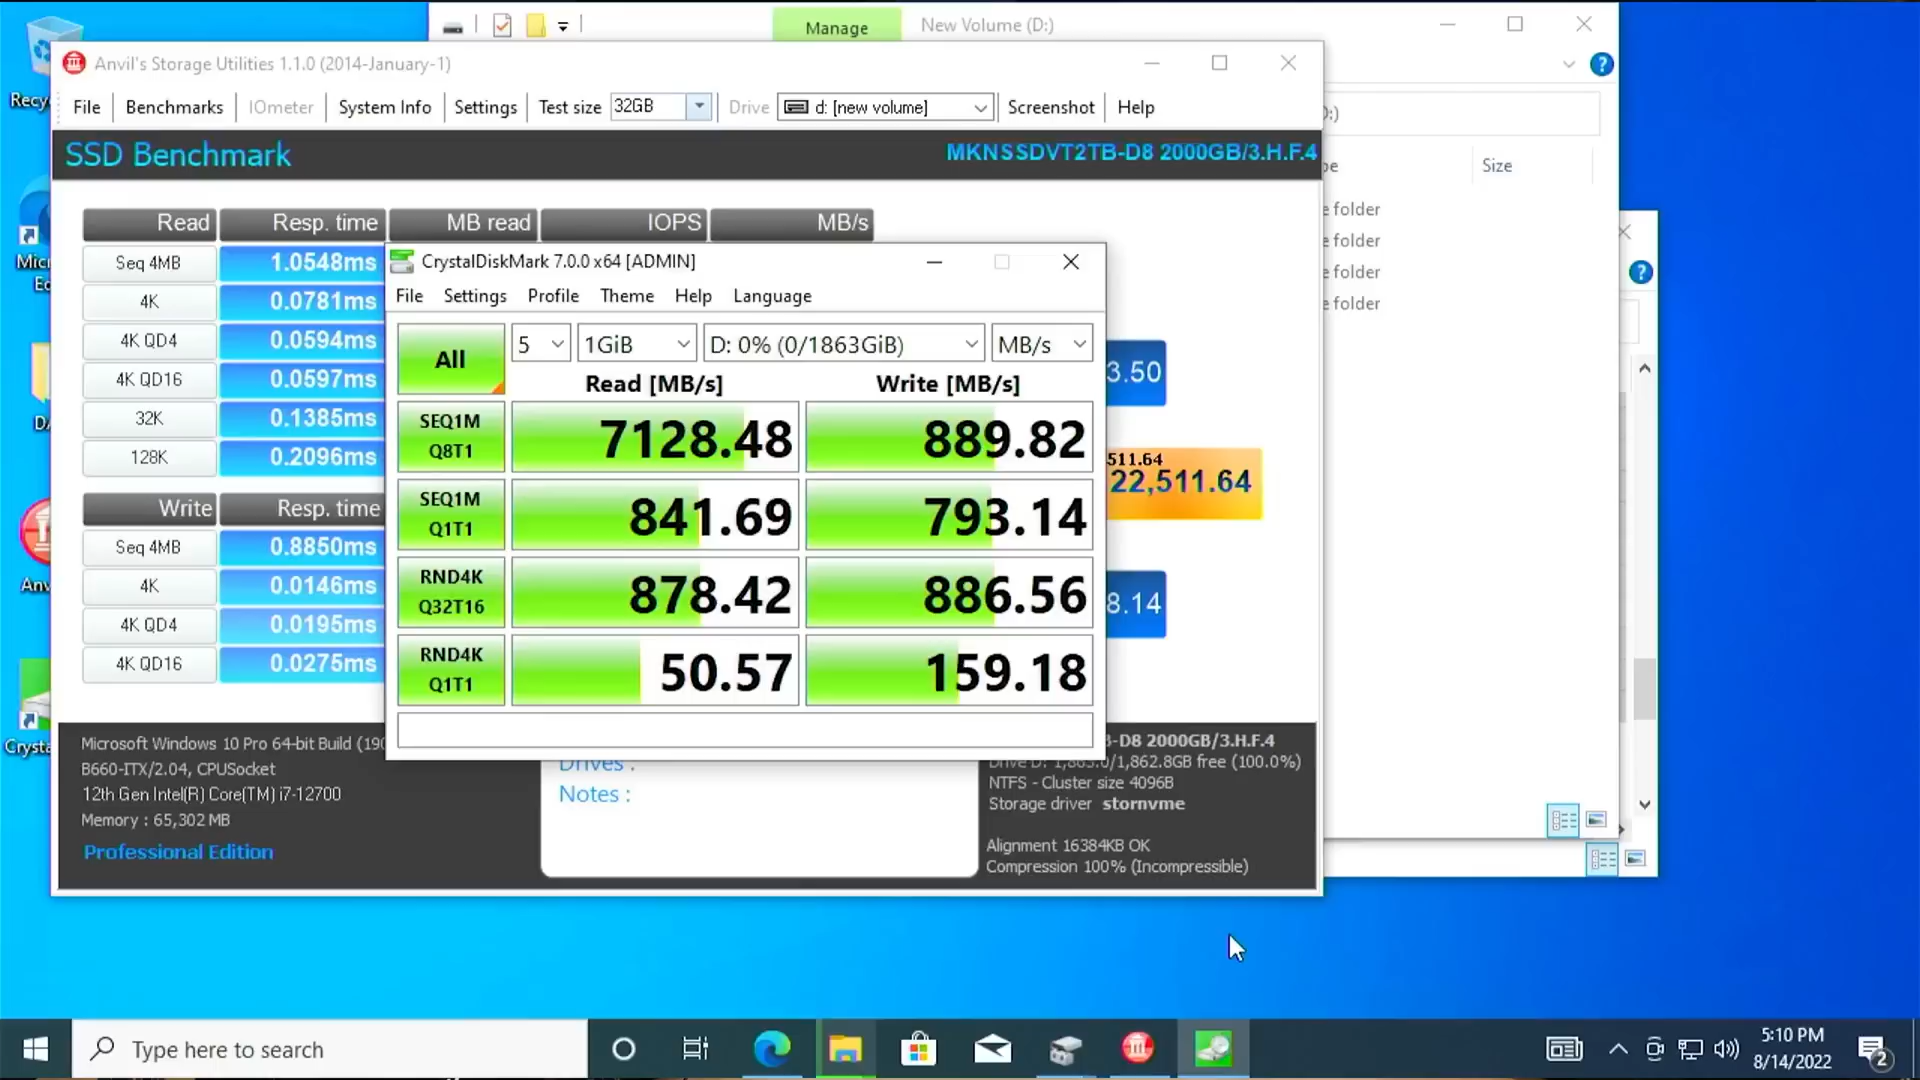 Manage
New Volume (D:)
Anvil's Storage Utilities 1.1.0 (2014-January-1)
File
Benchmarks
IOmeter
System Info
Settings
Test size
32GB
Drive
d: [new volume]
Screenshot
Help
SSD Benchmark
MKNSSDVT2TB-D8 2000GB/3.H.F.4
Size
Read
Resp. time
MB read
IOPS
MB/s
Seq 4MB
1.0548ms
4K
0.0781ms
4K QD4
0.0594ms
4K QD16
0.0597ms
32K
0.1385ms
128K
0.2096ms
Write
Resp. time
Seq 4MB
0.8850ms
4K
0.0146ms
4K QD4
0.0195ms
4K QD16
0.0275ms
CrystalDiskMark 7.0.0 x64 [ADMIN]
File
Settings
Profile
Theme
Help
Language
All
5
1GiB
D: 0% (0/1863GiB)
MB/s
Read [MB/s]
Write [MB/s]
SEQ1M
Q8T1
7128.48
889.82
SEQ1M
Q1T1
841.69
793.14
RND4K
Q32T16
878.42
886.56
RND4K
Q1T1
50.57
159.18
3.50
511.64
22,511.64
8.14
e folder
e folder
e folder
e folder
Microsoft Windows 10 Pro 64-bit Build (190
B660-ITX/2.04, CPUSocket
12th Gen Intel(R) Core(TM) i7-12700
Memory : 65,302 MB
Professional Edition
Drives :
Notes :
B-D8 2000GB/3.H.F.4
Drive D: 1,863.0/1,862.8GB free (100.0%)
NTFS - Cluster size 4096B
Storage driver stornvme
Alignment 16384KB OK
Compression 100% (Incompressible)
Type here to search
5:10 PM
8/14/2022
2